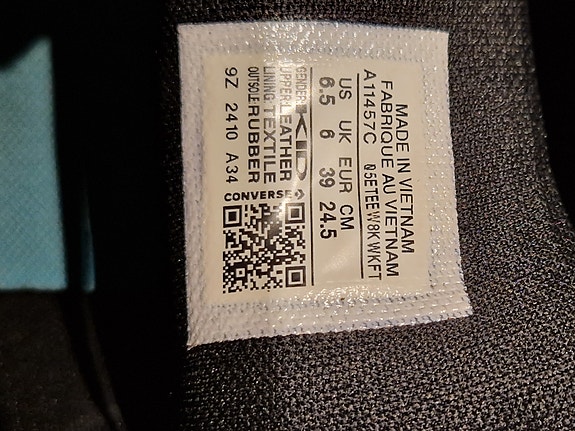 MADE IN VIETNAM
FABRIQUE AU VIETNAM
A11457C 05ETEEW8KWKFT
US UK EUR CM
6.5 6 39 24.5
GENDER KID
UPPER LEATHER
LINING TEXTILE
OUTSOLE RUBBER
9Z 2410 A34
CONVERSE